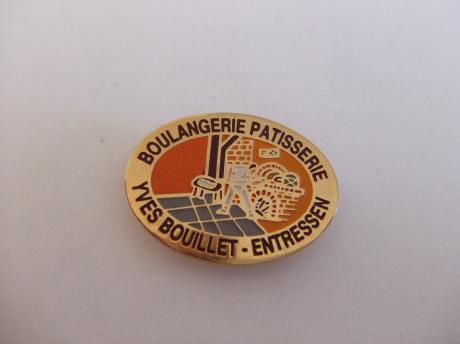 BOULANGERIE PATISSERIE
YVES BOUILLET - ENTRESSEN